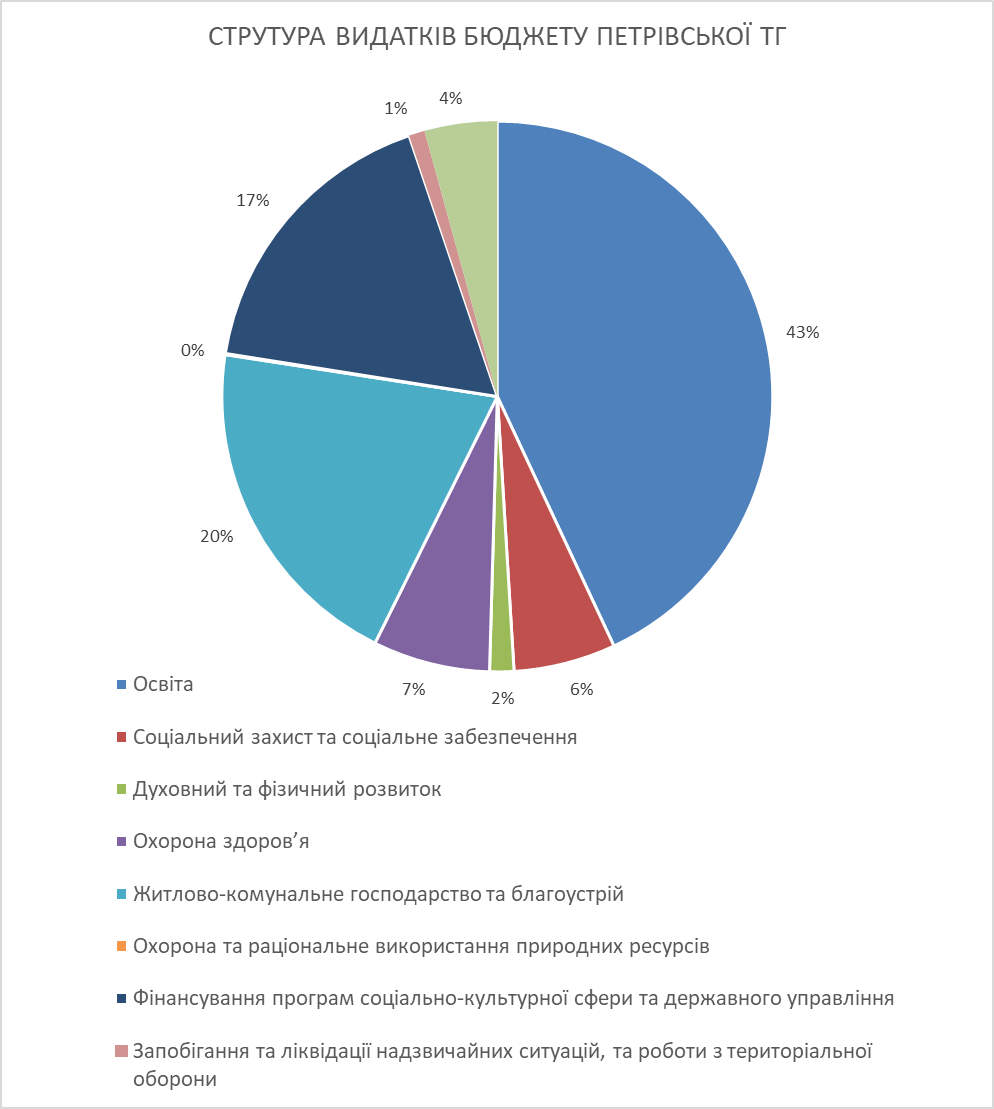 СТРУТУРА ВИДАТКІВ БЮДЖЕТУ ПЕТРІВСЬКОЇ ТГ
1%
4%
17%
43%
0%
20%
7%
2%
6%
Освіта
Соціальний захист та соціальне забезпечення
Духовний та фізичний розвиток
Охорона здоров’я
Житлово-комунальне господарство та благоустрій
Охорона та раціональне використання природних ресурсів
Фінансування програм соціально-культурної сфери та державного управління
Запобігання та ліквідації надзвичайних ситуацій, та роботи з територіальної
оборони